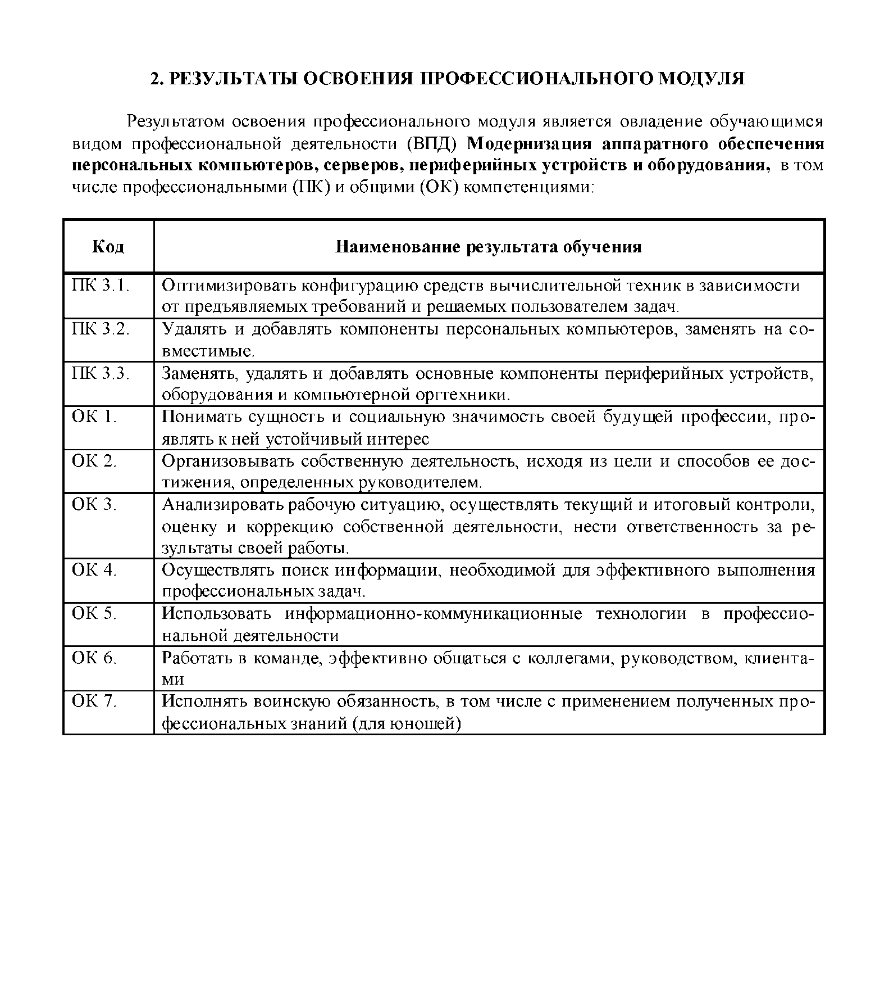 2. РЕЗУЛЬТАТЫ ОСВОЕНИЯ ПРОФЕССИОНАЛЬНОГО МОДУЛЯ
Результатом освоения профессионального модуля является овладение обучающимся
видом профессиональной деятельности (ВПД) Модернизация аппаратного обеспечения
персональных компьютеров, серверов, периферийных устройств и оборудования, в том
числе профессиональными (ПК) и общими (ОК) компетенциями:
Код Наименование результата обучения
ПК 3.1. Оптимизировать конфигурацию средств вычислительной техник в зависимости
от предъявляемых требований и решаемых пользователем задач.
ПК 3.2. Удалять и добавлять компоненты персональных компьютеров, заменять на со-
вместимые.
ПК 3.3. Заменять, удалять и добавлять основные компоненты периферийных устройств,
оборудования и компьютерной оргтехники.
ОК 1. Понимать сущность и социальную значимость своей будущей профессии, про-
являть к ней устойчивый интерес
ОК 2. Организовывать собственную деятельность, исходя из цели и способов ее дос-
тижения, определенных руководителем.
ОК 3. Анализировать рабочую ситуацию, осуществлять текущий и итоговый контроли,
оценку и коррекцию собственной деятельности, нести ответственность за ре-
зультаты своей работы.
ОК 4. Осуществлять поиск информации, необходимой для эффективного выполнения
профессиональных задач.
ОК 5. Использовать информационно-коммуникационные технологии в профессио-
нальной деятельности
ОК 6. Работать в команде, эффективно общаться с коллегами, руководством, клиента-
ми
ОК 7. Исполнять воинскую обязанность, в том числе с применением полученных про-
фессиональных знаний (для юношей)